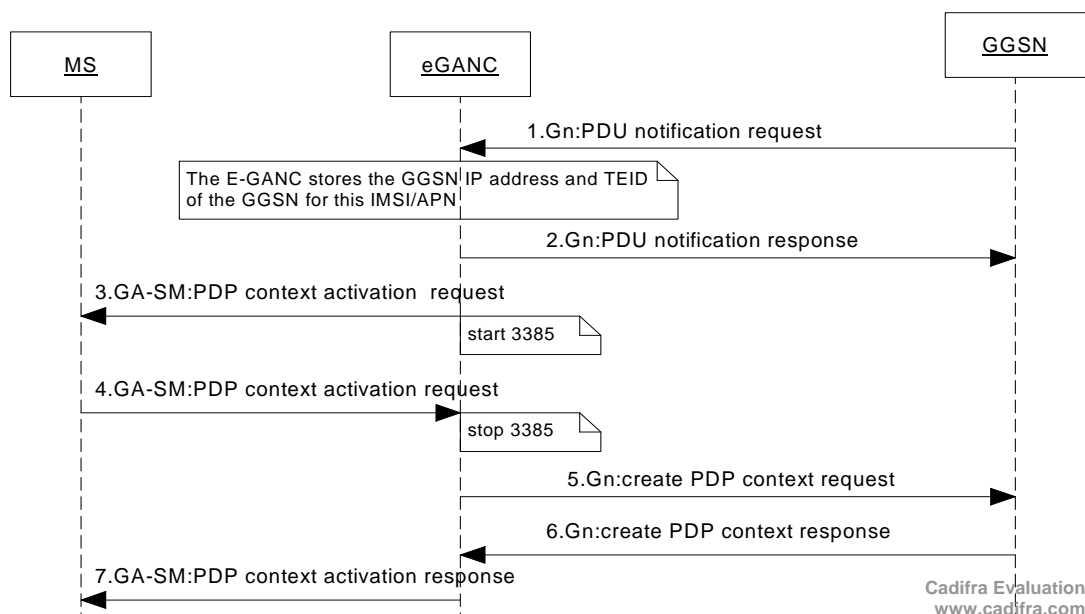 MS
eGANC
GGSN
1.Gn:PDU notification request
The E-GANC stores the GGSN IP address and TEID
of the GGSN for this IMSI/APN
2.Gn:PDU notification response
3.GA-SM:PDP context activation  request
start 3385
4.GA-SM:PDP context activation request
stop 3385
5.Gn:create PDP context request
6.Gn:create PDP context response
7.GA-SM:PDP context activation response
Cadifra Evaluation
www.cadifra.com